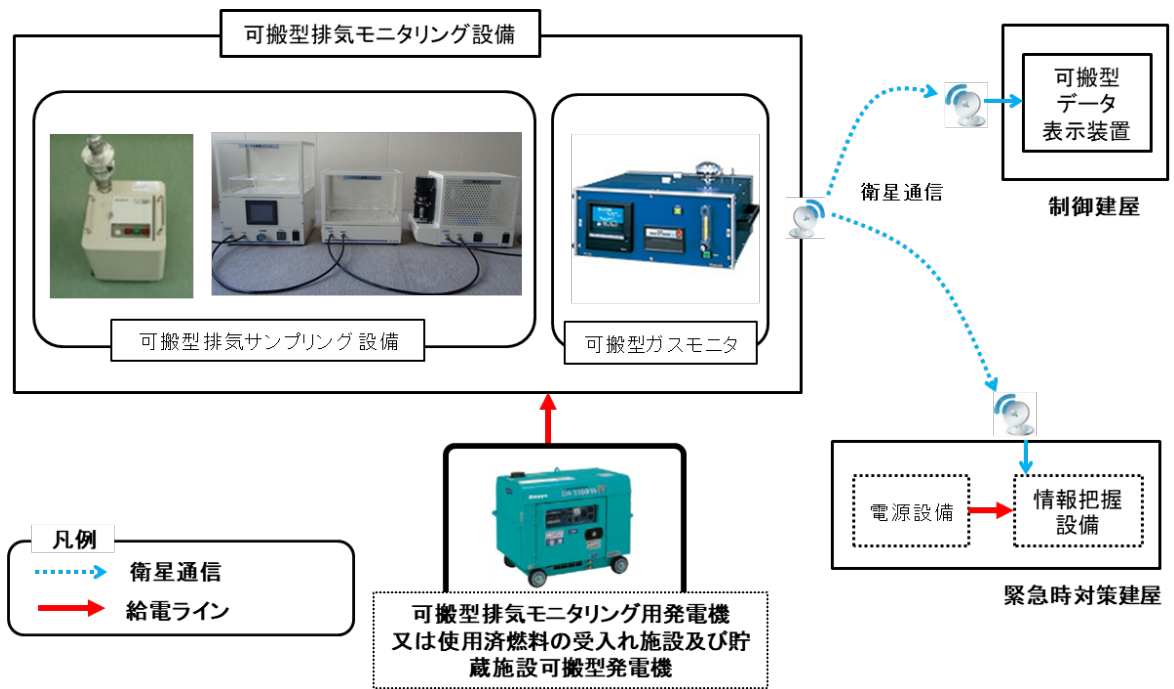 可搬型排気モニタリング設備
可搬型排気サンプリング設備
可搬型ガスモニタ
衛星通信
可搬型
データ
表示装置
制御建屋
電源設備
情報把握
設備
緊急時対策建屋
可搬型排気モニタリング用発電機
又は使用済燃料の受入れ施設及び貯
蔵施設可搬型発電機
凡例
衛星通信
給電ライン